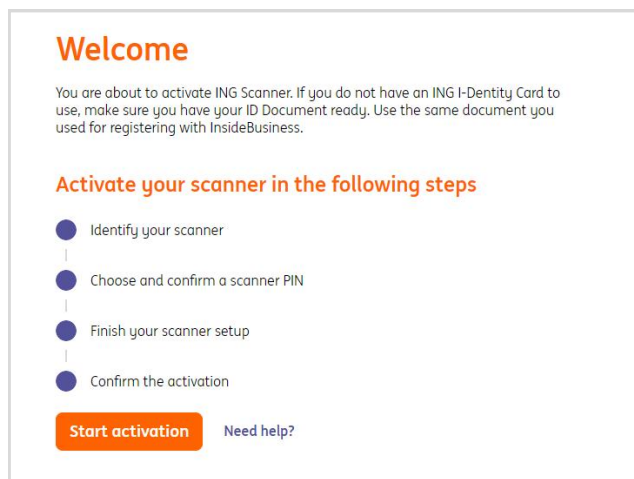 Welcome
You are about to activate ING Scanner. If you do not have an ING I-Dentity Card to
use, make sure you have your ID Document ready. Use the same document you
used for registering with InsideBusiness.
Activate your scanner in the following steps
Identify your scanner
Choose and confirm a scanner PIN
Finish your scanner setup
Confirm the activation
Start activation Need help?